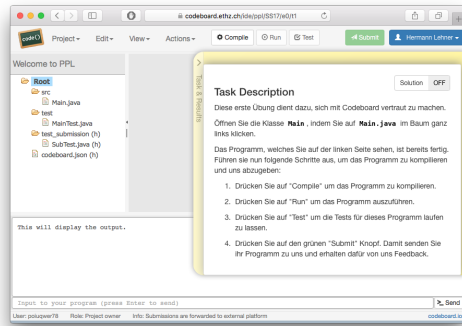 codeboard.ethz.ch/ide/ppl/SS17/e0/t1
code
Project
Edit
View
Actions
Compile
Run
Test
Submit
Hermann Lehner
Welcome to PPL
Root
src
Main.java
test
MainTest.java
test_submission (h)
SubTest.java (h)
codeboard.json (h)
Task & Results
Solution OFF
Task Description
Diese erste Übung dient dazu, sich mit Codeboard vertraut zu machen.
Öffnen Sie die Klasse Main, indem Sie auf Main.java im Baum ganz
links klicken.
Das Programm, welches Sie auf der linken Seite sehen, ist bereits fertig.
Führen sie nun folgende Schritte aus, um das Programm zu kompilieren
und uns abzugeben:
1. Drücken Sie auf "Compile" um das Programm zu kompilieren.
2. Drücken Sie auf "Run" um das Programm auszuführen.
3. Drücken Sie auf "Test" um die Tests für dieses Programm laufen
zu lassen.
4. Drücken Sie auf den grünen "Submit" Knopf. Damit senden Sie
ihr Programm zu uns und erhalten dafür von uns Feedback.
This will display the output.
Input to your program (press Enter to send)
>_ Send
User: poiuqwer78 Role: Project owner Info: Submissions are forwarded to external platform
codeboard.io